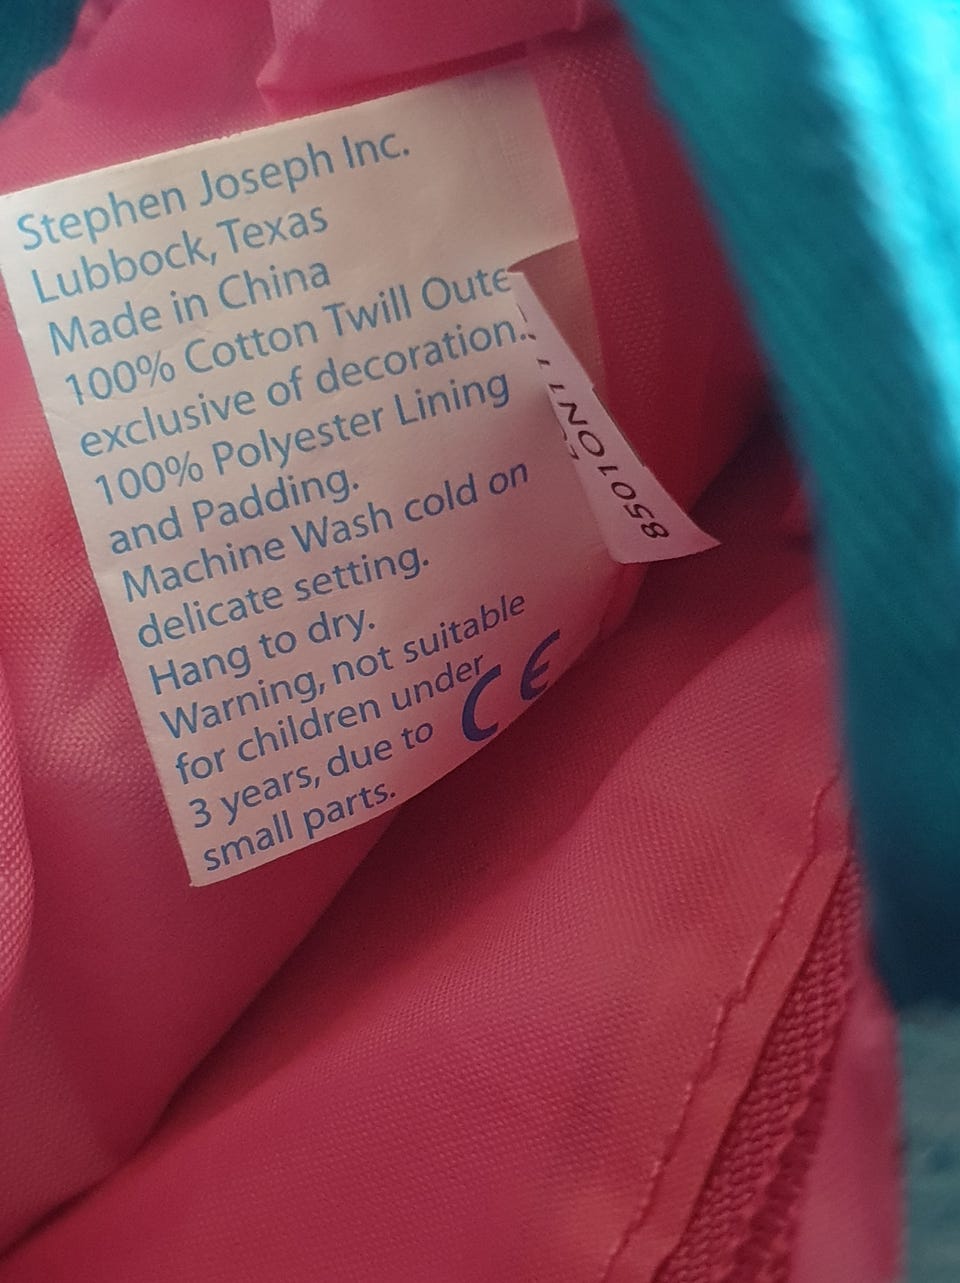 Stephen Joseph Inc.
Lubbock, Texas
Made in China
100% Cotton Twill Oute
exclusive of decoration.
100% Polyester Lining
and Padding.
Machine Wash cold on
delicate setting.
Hang to dry.
Warning, not suitable
for children under
3 years, due to
small parts.
CE